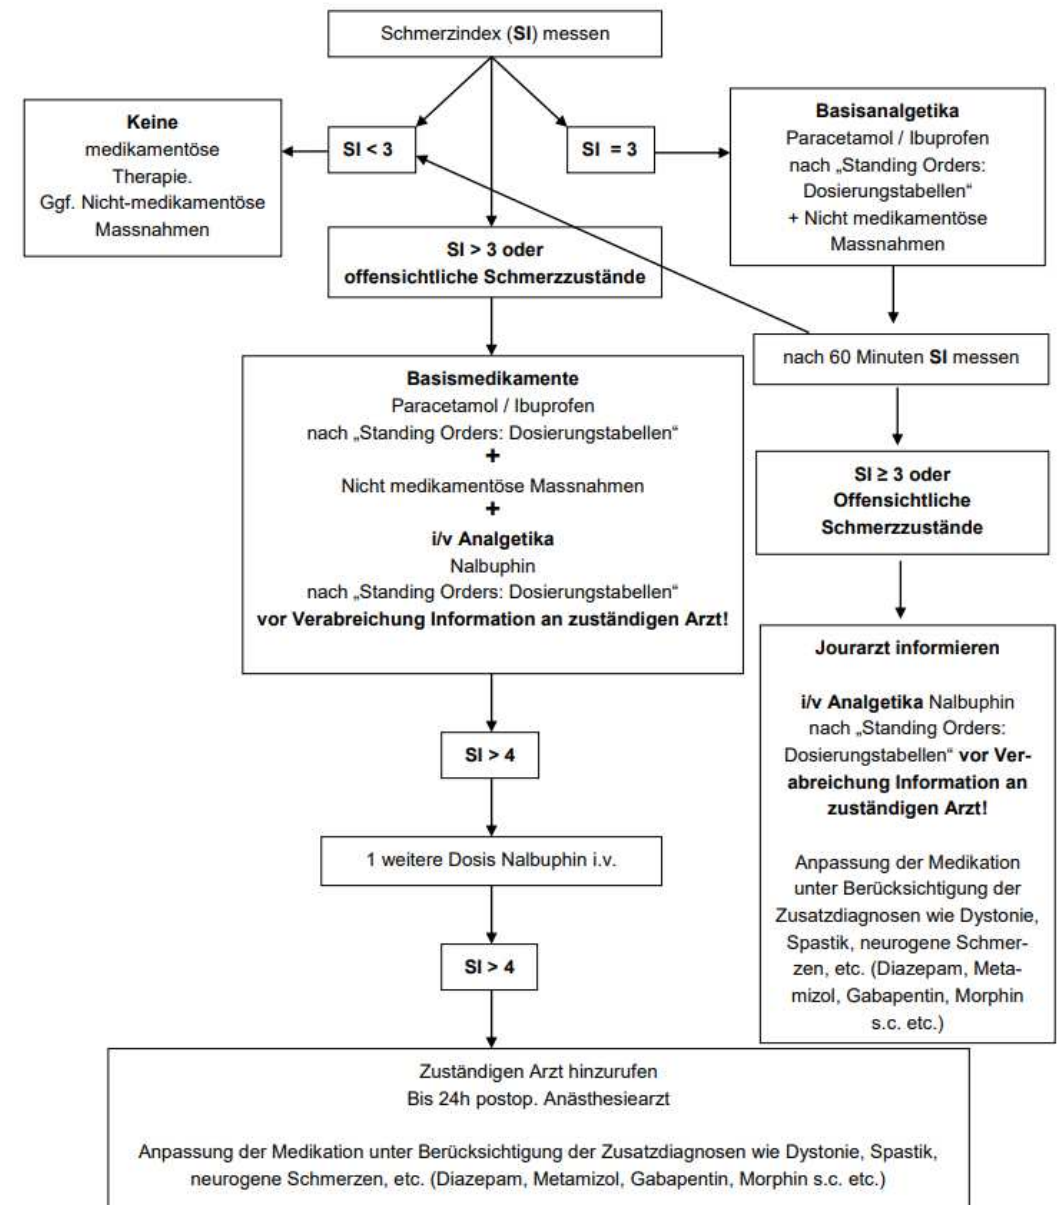 Schmerzindex (SI) messen
Keine
medikamentöse
Therapie.
Ggf. Nicht-medikamentöse
Massnahmen
SI < 3
SI = 3
Basisanalgetika
Paracetamol / Ibuprofen
nach „Standing Orders:
Dosierungstabellen“
+ Nicht medikamentöse
Massnahmen
SI > 3 oder
offensichtliche Schmerzzustände
nach 60 Minuten SI messen
Basismedikamente
Paracetamol / Ibuprofen
nach „Standing Orders: Dosierungstabellen“
+
Nicht medikamentöse Massnahmen
+
i/v Analgetika
Nalbuphin
nach „Standing Orders: Dosierungstabellen“
vor Verabreichung Information an zuständigen Arzt!
SI ≥ 3 oder
Offensichtliche
Schmerzzustände
Jourarzt informieren
i/v Analgetika Nalbuphin
nach „Standing Orders:
Dosierungstabellen“ vor Ver-
abreichung Information an
zuständigen Arzt!
Anpassung der Medikation
unter Berücksichtigung der
Zusatzdiagnosen wie Dystonie,
Spastik, neurogene Schmer-
zen, etc. (Diazepam, Meta-
mizol, Gabapentin, Morphin
s.c. etc.)
SI > 4
1 weitere Dosis Nalbuphin i.v.
SI > 4
Zuständigen Arzt hinzurufen
Bis 24h postop. Anästhesiearzt
Anpassung der Medikation unter Berücksichtigung der Zusatzdiagnosen wie Dystonie, Spastik,
neurogene Schmerzen, etc. (Diazepam, Metamizol, Gabapentin, Morphin s.c. etc.)